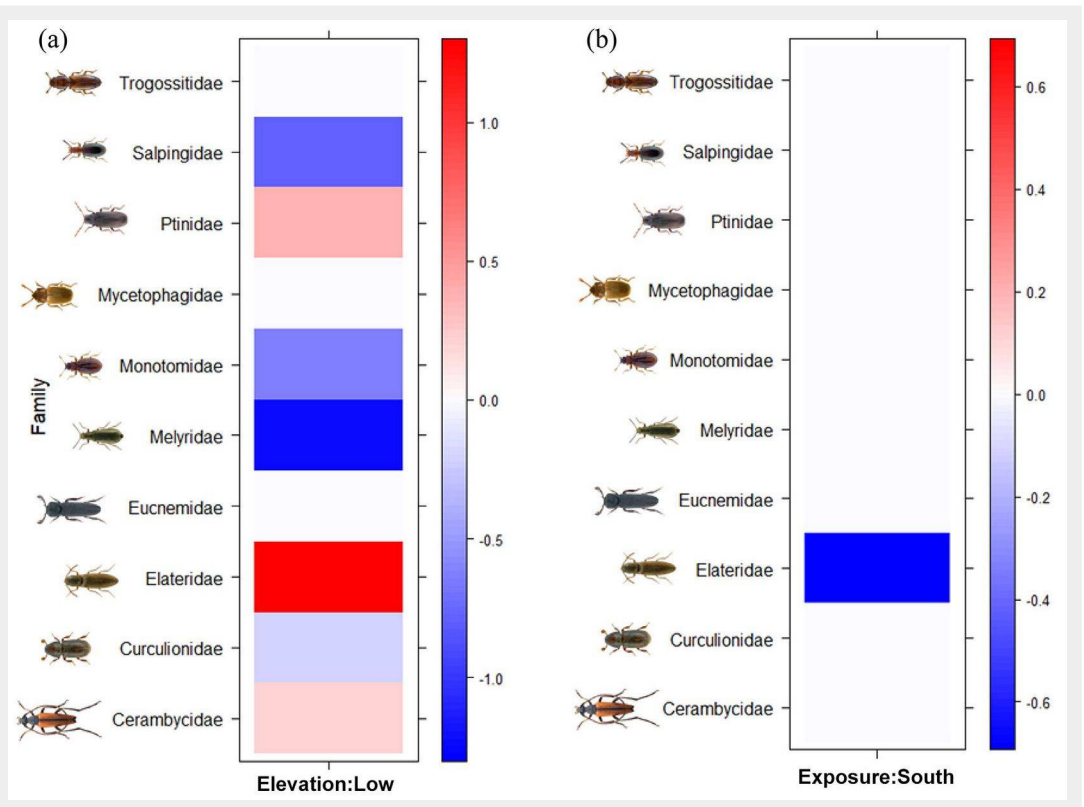 (a)
Trogossitidae
Salpingidae
Ptinidae
Mycetophagidae
Monotomidae
Melyridae
Eucnemidae
Elateridae
Curculionidae
Cerambycidae
Family
Elevation:Low
1.0
0.5
0.0
-0.5
-1.0
(b)
Trogossitidae
Salpingidae
Ptinidae
Mycetophagidae
Monotomidae
Melyridae
Eucnemidae
Elateridae
Curculionidae
Cerambycidae
Exposure:South
0.6
0.4
0.2
0.0
-0.2
-0.4
-0.6